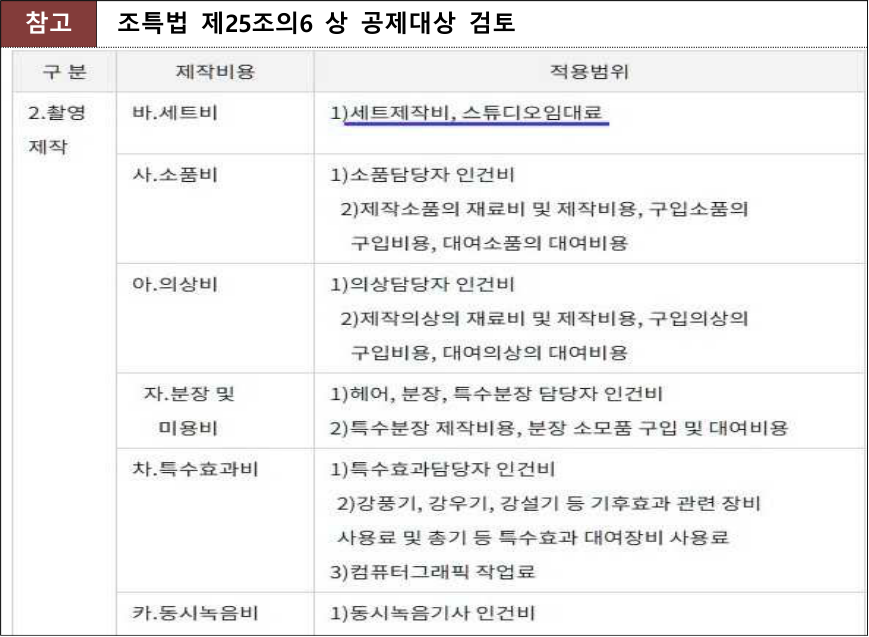 참고 조특법 제25조의6 상 공제대상 검토
구 분 제작비용 적용범위
2.촬영 바.세트비 1)세트제작비, 스튜디오임대료
제작
사.소품비 1)소품담당자 인건비
2)제작소품의 재료비 및 제작비용, 구입소품의
구입비용, 대여소품의 대여비용
아.의상비 1)의상담당자 인건비
2)제작의상의 재료비 및 제작비용, 구입의상의
구입비용, 대여의상의 대여비용
자.분장 및 1)헤어, 분장, 특수분장 담당자 인건비
미용비 2)특수분장 제작비용, 분장 소모품 구입 및 대여비용
차.특수효과비 1)특수효과담당자 인건비
2)강풍기, 강우기, 강설기 등 기후효과 관련 장비
사용료 및 총기 등 특수효과 대여장비 사용료
3)컴퓨터그래픽 작업료
카.동시녹음비 1)동시녹음기사 인건비